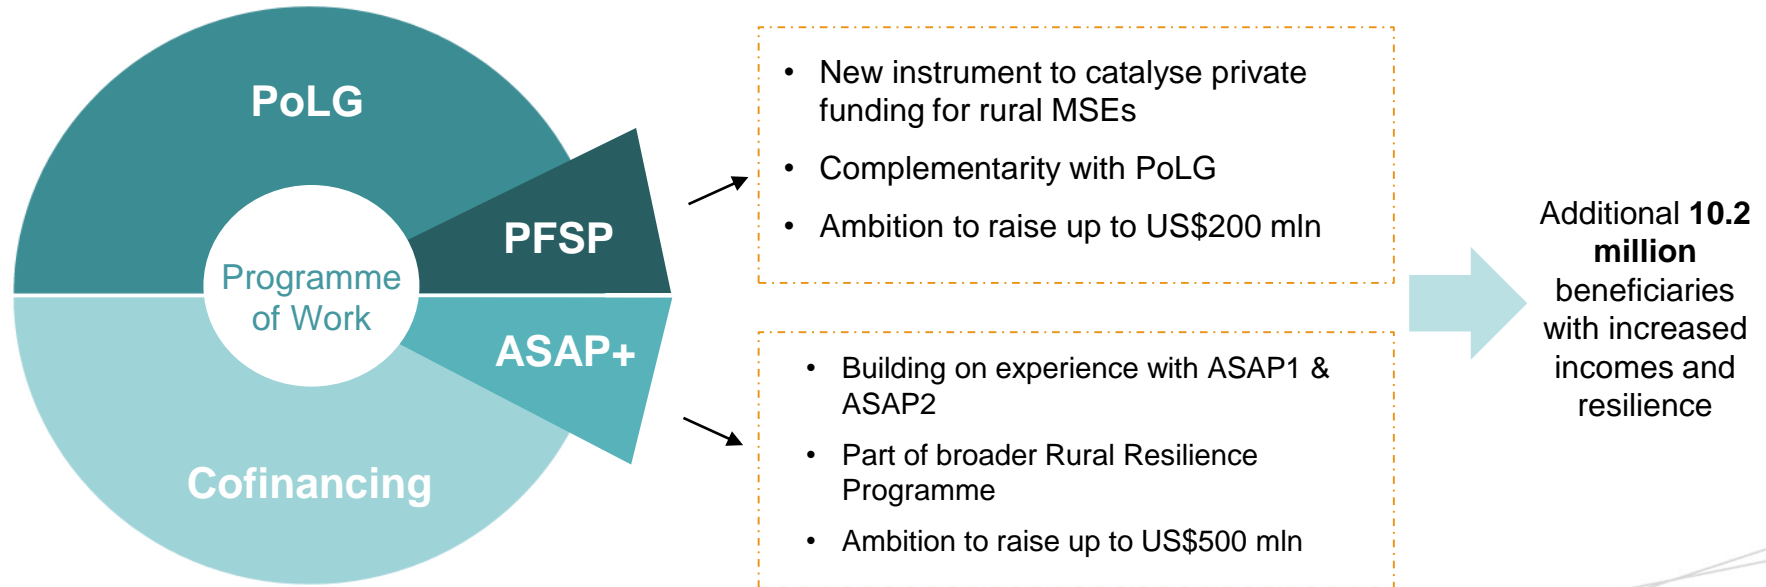 PoLG
PFSP
Programme
of Work
ASAP+
Cofinancing
• New instrument to catalyse private
funding for rural MSEs
• Complementarity with PoLG
• Ambition to raise up to US$200 mln
• Building on experience with ASAP1 &
ASAP2
• Part of broader Rural Resilience
Programme
• Ambition to raise up to US$500 mln
Additional 10.2
million
beneficiaries
with increased
incomes and
resilience